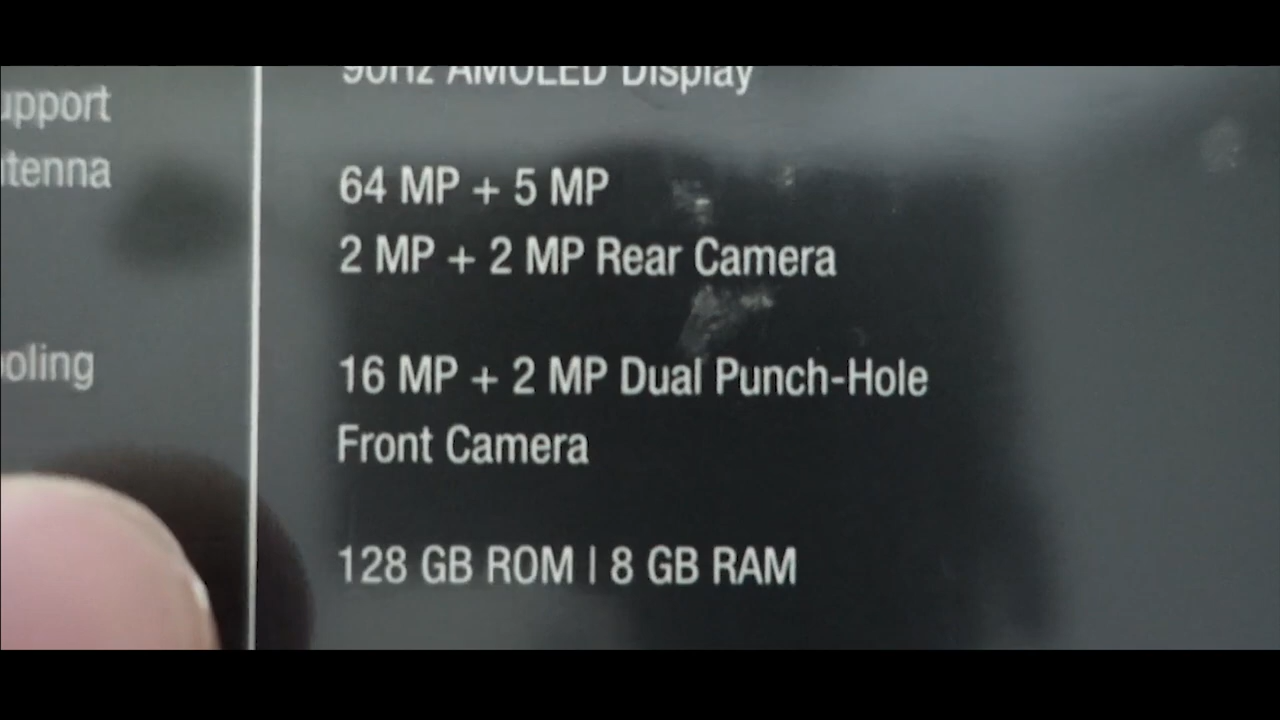 upport
tenna
ooling
90Hz AMOLED Display
64 MP + 5 MP
2 MP + 2 MP Rear Camera
16 MP + 2 MP Dual Punch-Hole
Front Camera
128 GB ROM | 8 GB RAM